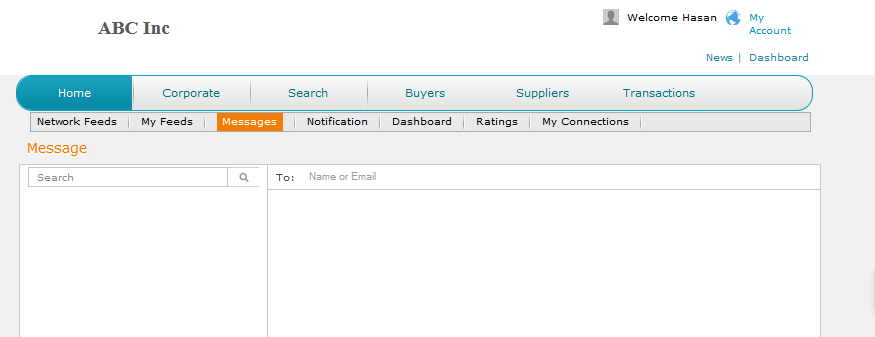 ABC Inc
Welcome Hasan
My
Account
News | Dashboard
Home Corporate Search Buyers Suppliers Transactions
Network Feeds My Feeds Messages Notification Dashboard Ratings My Connections
Message
Search
To: Name or Email